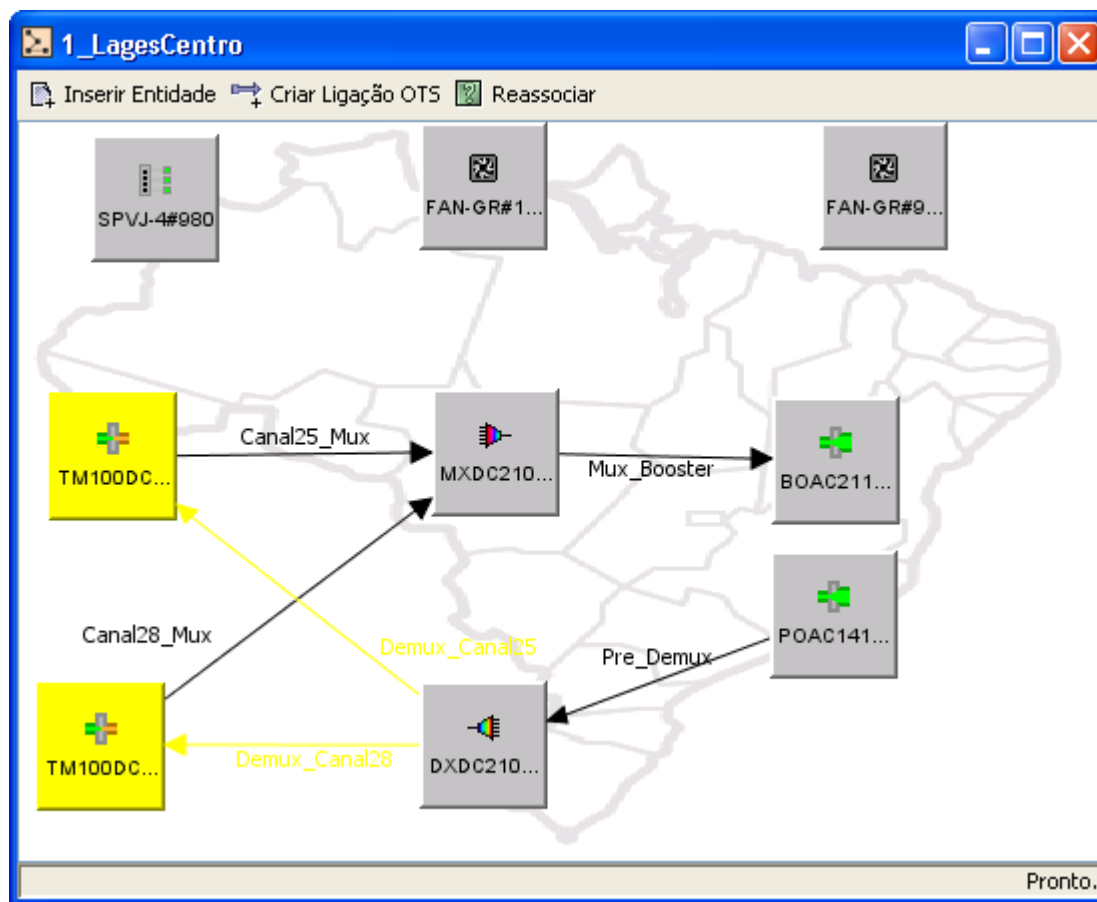 1_LagesCentro
Inserir Entidade Criar Ligação OTS Reassociar
SPVJ-4#980
FAN-GR#1...
FAN-GR#9...
TM100DC...
Canal25_Mux
MXDC210...
Mux_Booster
BOAC211...
Canal28_Mux
Demux_Canal25
Pre_Demux
POAC141...
TM100DC...
Demux_Canal28
DXDC210...
Pronto.